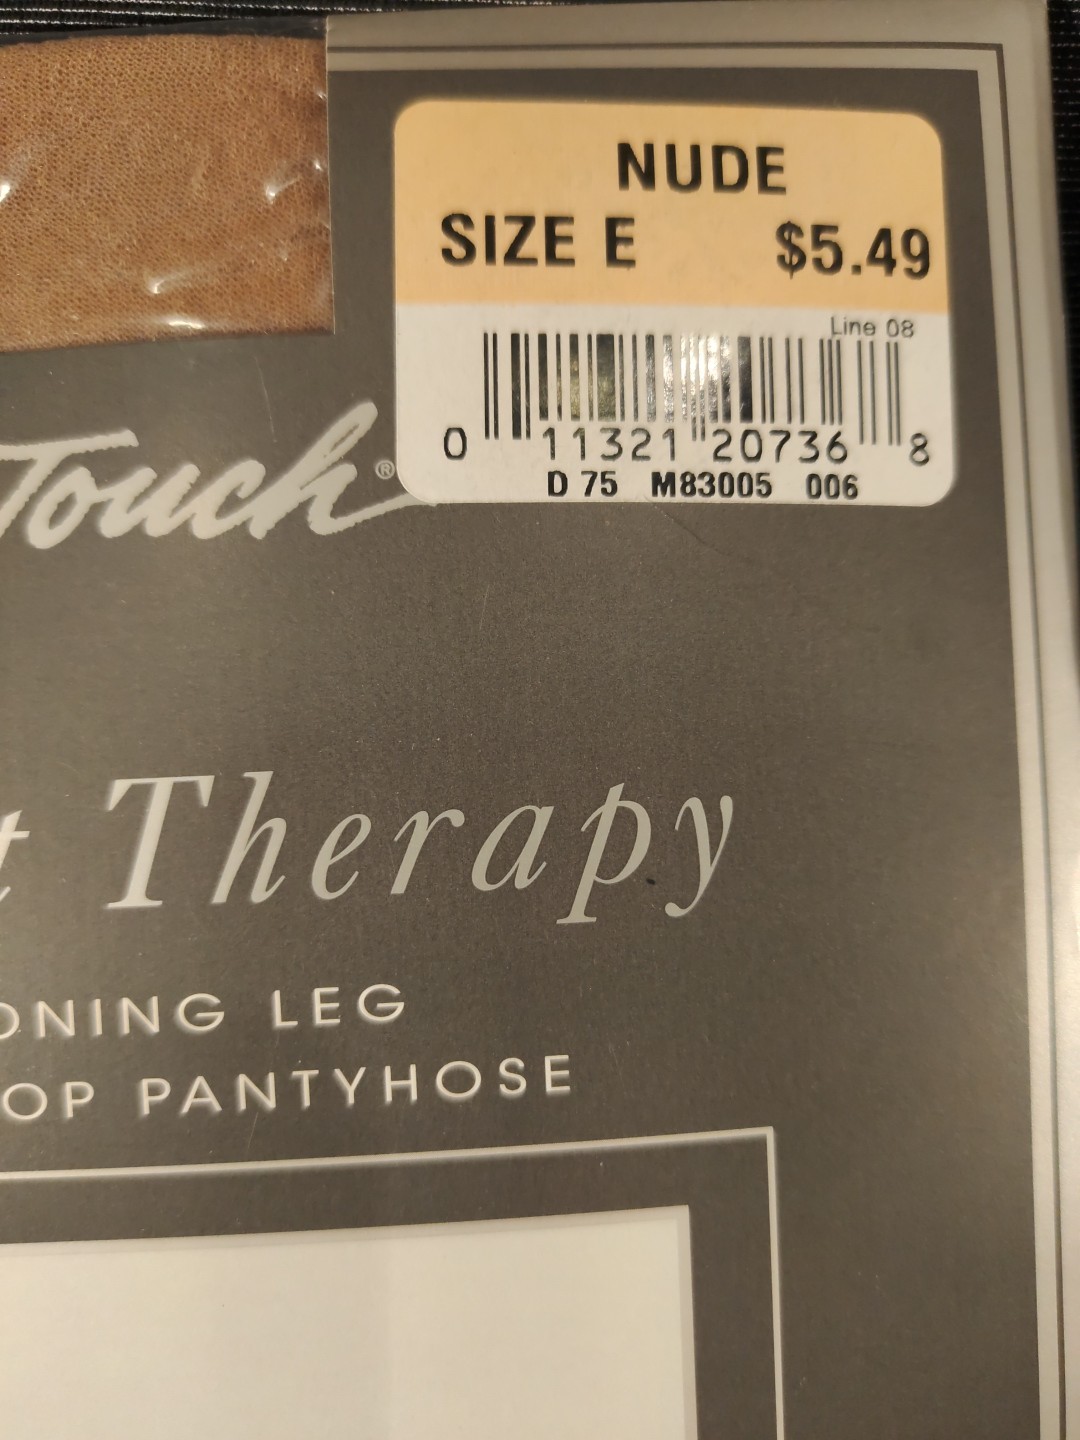 NUDE
SIZE E $5.49
Line 08
0 11321 20736 8
D 75 M83005 006
Touch®
t Therapy
ONING LEG
OP PANTYHOSE